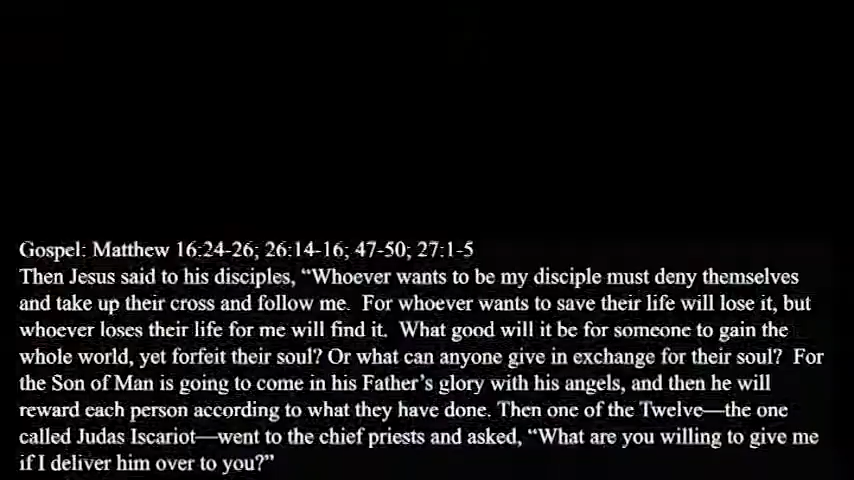 Gospel: Matthew 16:24-26; 26:14-16; 47-50; 27:1-5
Then Jesus said to his disciples, “Whoever wants to be my disciple must deny themselves
and take up their cross and follow me.  For whoever wants to save their life will lose it, but
whoever loses their life for me will find it.  What good will it be for someone to gain the
whole world, yet forfeit their soul? Or what can anyone give in exchange for their soul?  For
the Son of Man is going to come in his Father’s glory with his angels, and then he will
reward each person according to what they have done. Then one of the Twelve—the one
called Judas Iscariot—went to the chief priests and asked, “What are you willing to give me
if I deliver him over to you?”